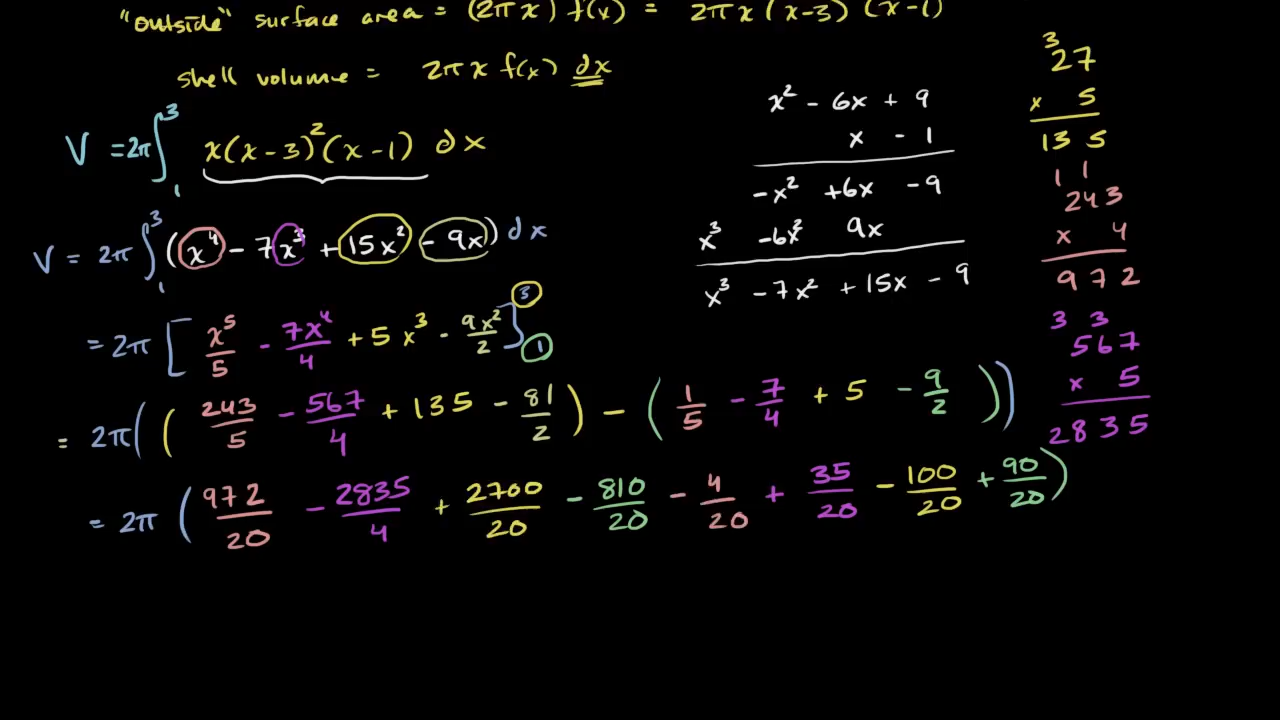 "outside" surface area = (2πx) f(x) = 2πx (x-3)  (x-1)
shell volume = 2πx f(x) dx
V = 2π ∫₁³ x(x-3)²(x-1) dx
V = 2π ∫₁³ (x⁴ - 7x³ + 15x² - 9x) dx
= 2π [ x⁵/5 - 7x⁴/4 + 5x³ - 9x²/2 ]₁³
= 2π( ( 243/5 - 567/4 + 135 - 81/2 ) - ( 1/5 - 7/4 + 5 - 9/2 ) )
= 2π ( 972/20 - 2835/4 + 2700/20 - 810/20 - 4/20 + 35/20 - 100/20 + 90/20 )
x² - 6x + 9
x - 1
-x² +6x -9
x³ -6x² 9x
x³ - 7x² + 15x - 9
3
27
x 5
135
1 1
243
x 4
972
3 3
567
x 5
2835